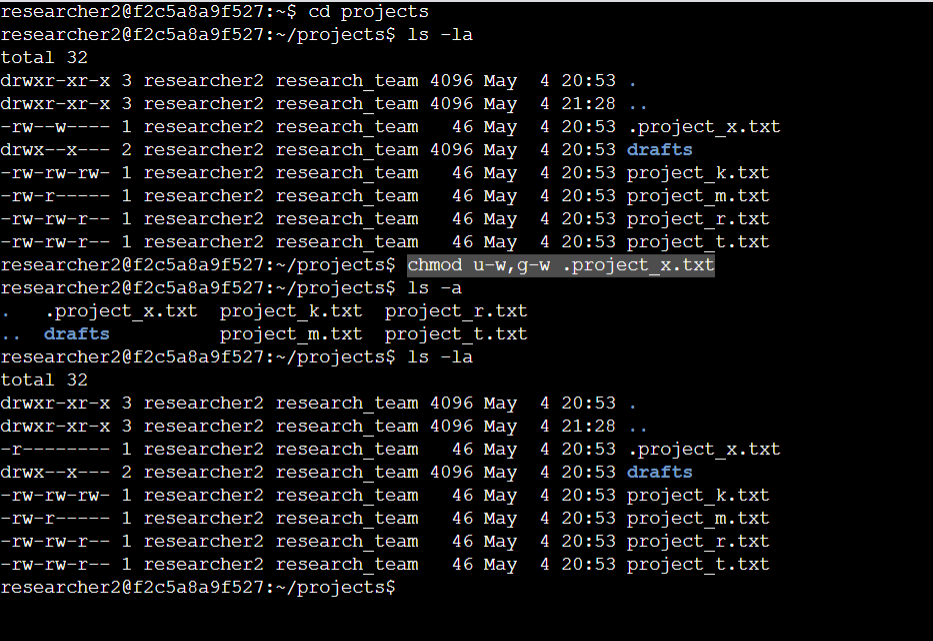 researcher2@f2c5a8a9f527:~$ cd projects
researcher2@f2c5a8a9f527:~/projects$ ls -la
total 32
drwxr-xr-x 3 researcher2 research_team 4096 May  4 20:53 .
drwxr-xr-x 3 researcher2 research_team 4096 May  4 21:28 ..
-rw--w---- 1 researcher2 research_team   46 May  4 20:53 .project_x.txt
drwx--x--- 2 researcher2 research_team 4096 May  4 20:53 drafts
-rw-rw-rw- 1 researcher2 research_team   46 May  4 20:53 project_k.txt
-rw-r----- 1 researcher2 research_team   46 May  4 20:53 project_m.txt
-rw-rw-r-- 1 researcher2 research_team   46 May  4 20:53 project_r.txt
-rw-rw-r-- 1 researcher2 research_team   46 May  4 20:53 project_t.txt
researcher2@f2c5a8a9f527:~/projects$ chmod u-w,g-w .project_x.txt
researcher2@f2c5a8a9f527:~/projects$ ls -a
.   .project_x.txt  project_k.txt  project_r.txt
..  drafts          project_m.txt  project_t.txt
researcher2@f2c5a8a9f527:~/projects$ ls -la
total 32
drwxr-xr-x 3 researcher2 research_team 4096 May  4 20:53 .
drwxr-xr-x 3 researcher2 research_team 4096 May  4 21:28 ..
-r-------- 1 researcher2 research_team   46 May  4 20:53 .project_x.txt
drwx--x--- 2 researcher2 research_team 4096 May  4 20:53 drafts
-rw-rw-rw- 1 researcher2 research_team   46 May  4 20:53 project_k.txt
-rw-r----- 1 researcher2 research_team   46 May  4 20:53 project_m.txt
-rw-rw-r-- 1 researcher2 research_team   46 May  4 20:53 project_r.txt
-rw-rw-r-- 1 researcher2 research_team   46 May  4 20:53 project_t.txt
researcher2@f2c5a8a9f527:~/projects$